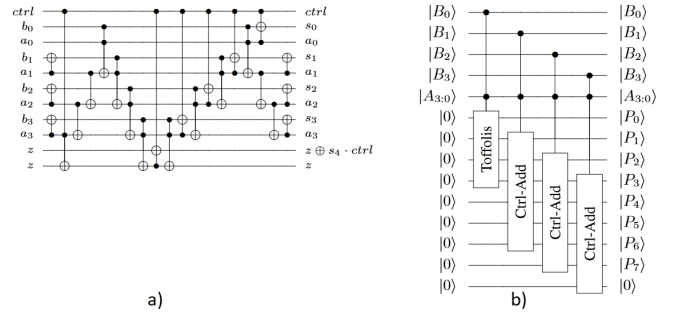 ctrl ctrl
b₀ s₀
a₀ a₀
b₁ s₁
a₁ a₁
b₂ s₂
a₂ a₂
b₃ s₃
a₃ a₃
z z ⊕ s₄ · ctrl
z z
a)
|B₀⟩ |B₀⟩
|B₁⟩ |B₁⟩
|B₂⟩ |B₂⟩
|B₃⟩ |B₃⟩
|A₃:₀⟩ |A₃:₀⟩
|0⟩ |P₀⟩
|0⟩ |P₁⟩
|0⟩ |P₂⟩
|0⟩ |P₃⟩
|0⟩ |P₄⟩
|0⟩ |P₅⟩
|0⟩ |P₆⟩
|0⟩ |P₇⟩
|0⟩ |0⟩
Toffolis
Ctrl-Add
Ctrl-Add
Ctrl-Add
b)